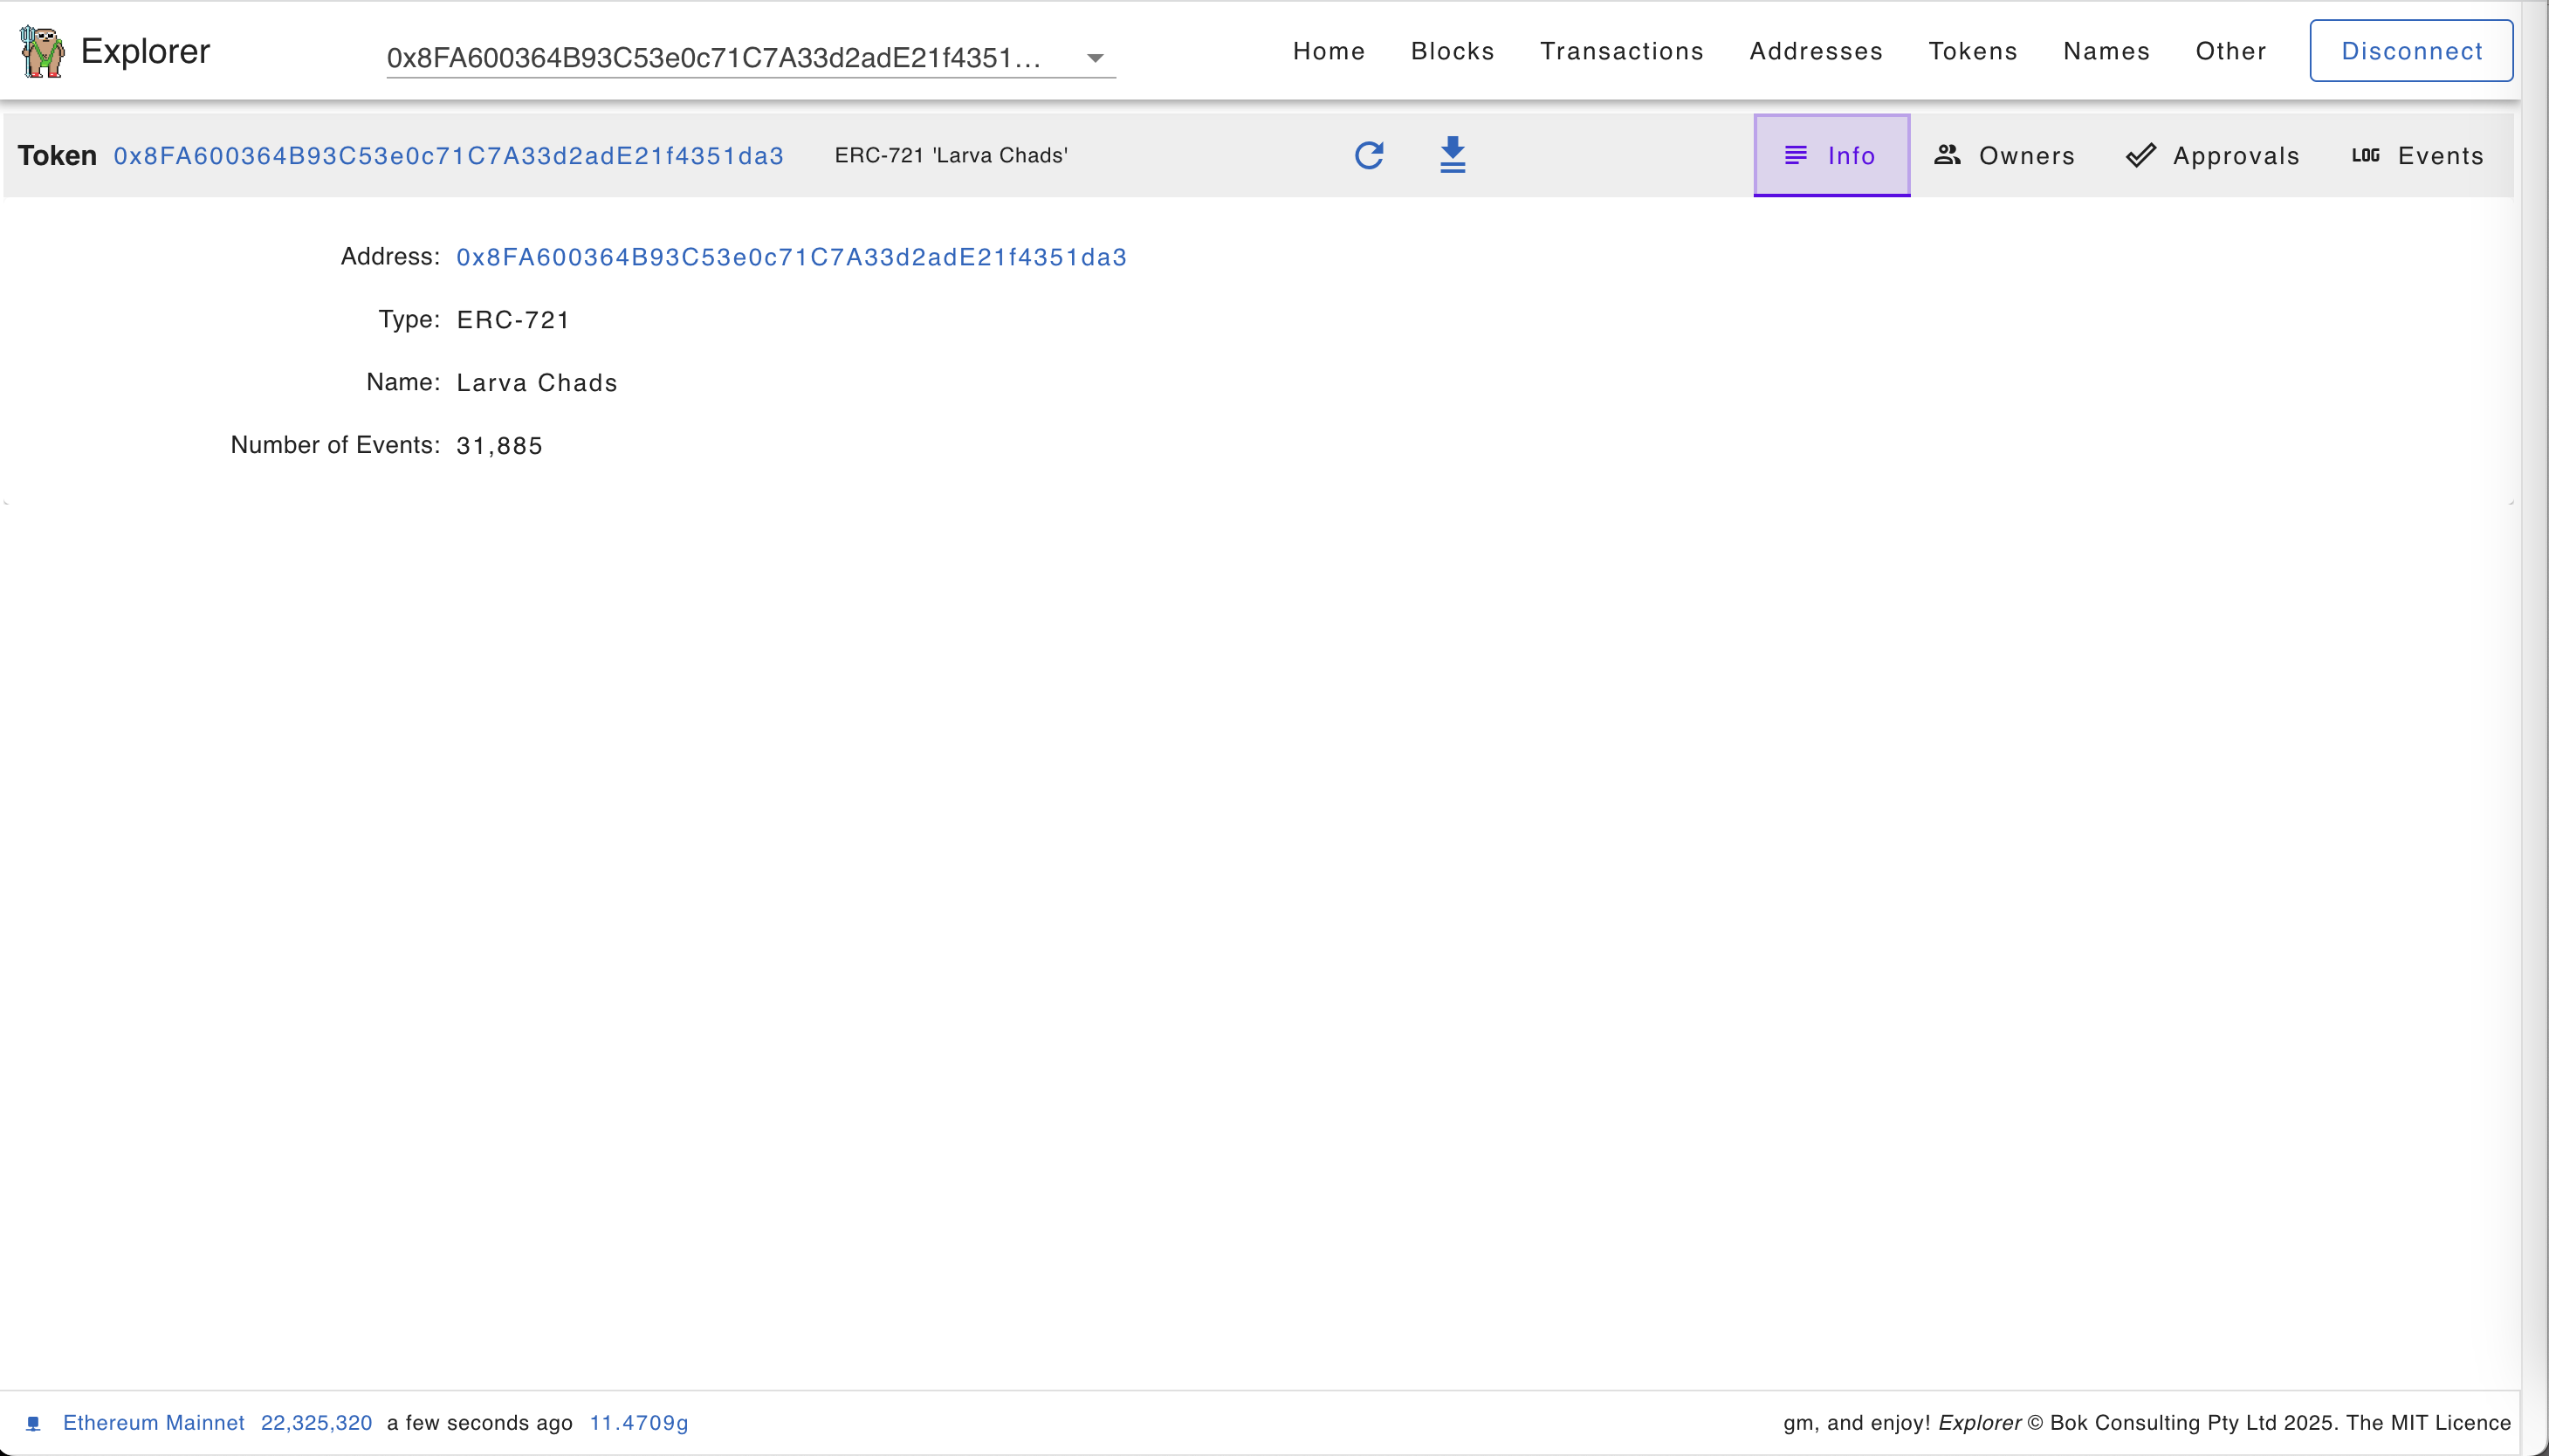 Explorer 0x8FA600364B93C53e0c71C7A33d2adE21f4351... Home Blocks Transactions Addresses Tokens Names Other Disconnect
Token 0x8FA600364B93C53e0c71C7A33d2adE21f4351da3 ERC-721 'Larva Chads' Info Owners Approvals LOG Events
Address: 0x8FA600364B93C53e0c71C7A33d2adE21f4351da3
Type: ERC-721
Name: Larva Chads
Number of Events: 31,885
Ethereum Mainnet 22,325,320 a few seconds ago 11.4709g gm, and enjoy! Explorer © Bok Consulting Pty Ltd 2025. The MIT Licence